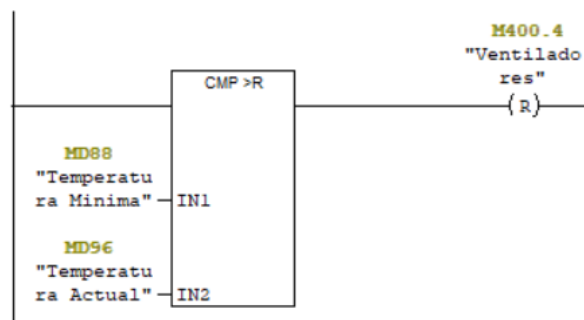 M400.4
"Ventilado
res"
CMP >R
( R )
MD88
"Temperatu
ra Minima"
IN1
MD96
"Temperatu
ra Actual"
IN2